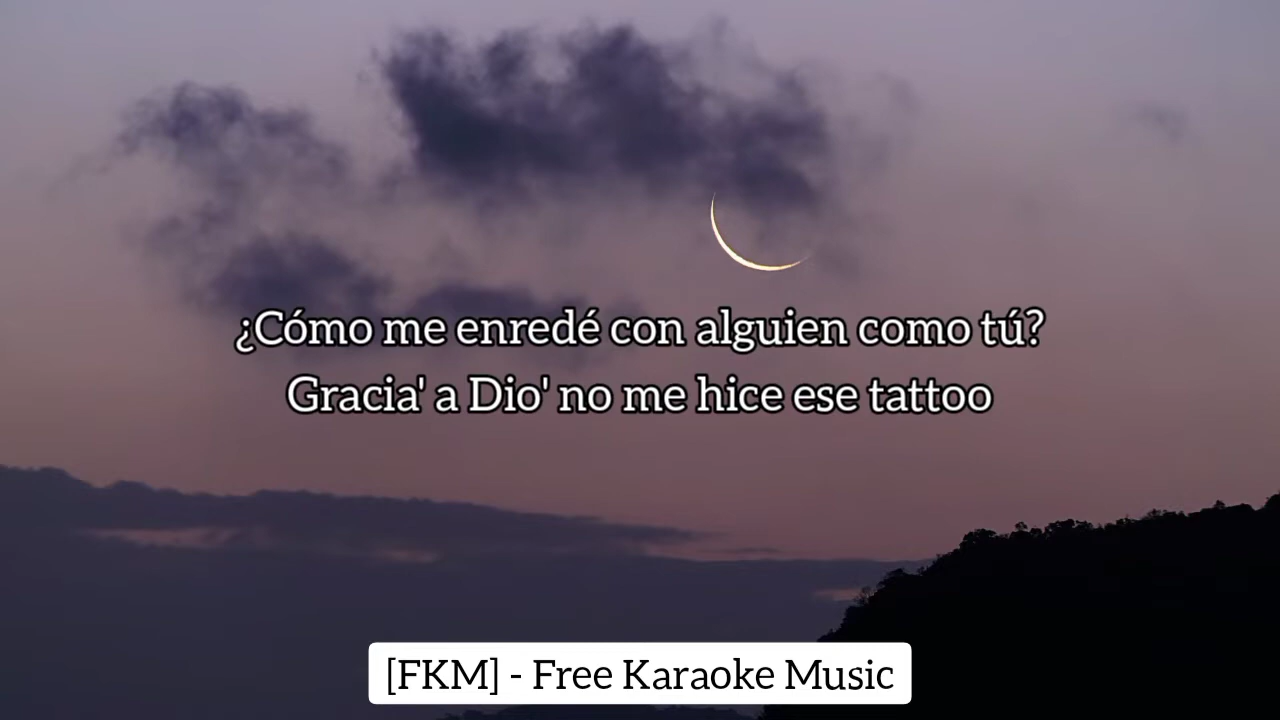 ¿Cómo me enredé con alguien como tú?
Gracia' a Dio' no me hice ese tattoo
[FKM] - Free Karaoke Music